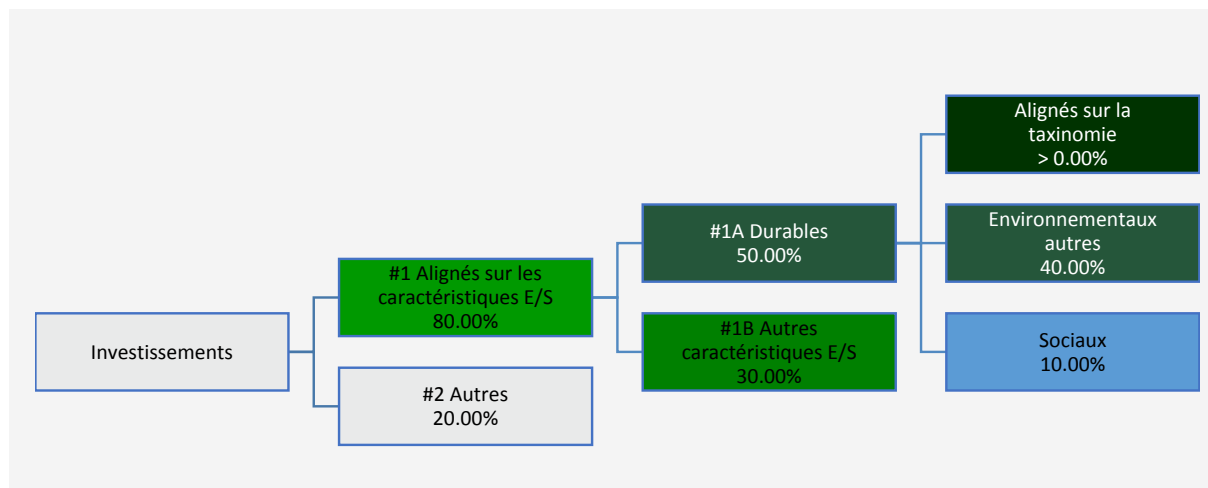 Investissements
#1 Alignés sur les
caractéristiques E/S
80.00%
#2 Autres
20.00%
#1A Durables
50.00%
#1B Autres
caractéristiques E/S
30.00%
Alignés sur la
taxinomie
> 0.00%
Environnementaux
autres
40.00%
Sociaux
10.00%